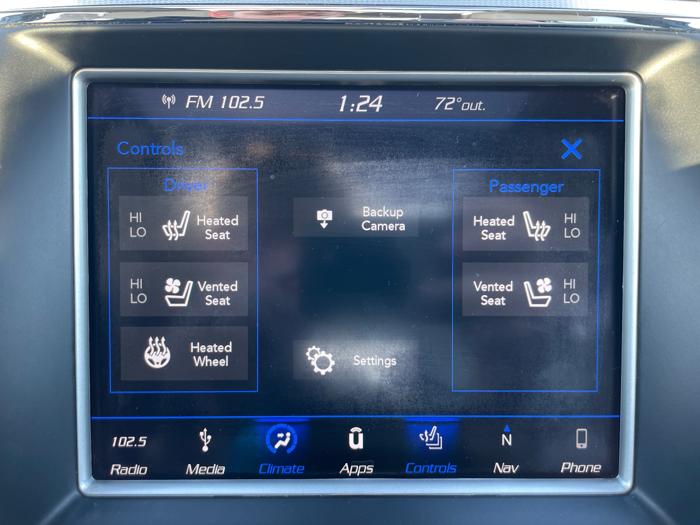 FM 102.5 1:24 72° out.
Controls X
Driver
HI
LO
Heated
Seat
HI
LO
Vented
Seat
Heated
Wheel
Backup
Camera
Settings
Passenger
Heated
Seat
HI
LO
Vented
Seat
HI
LO
102.5 N
Radio Media Climate Apps Controls Nav Phone